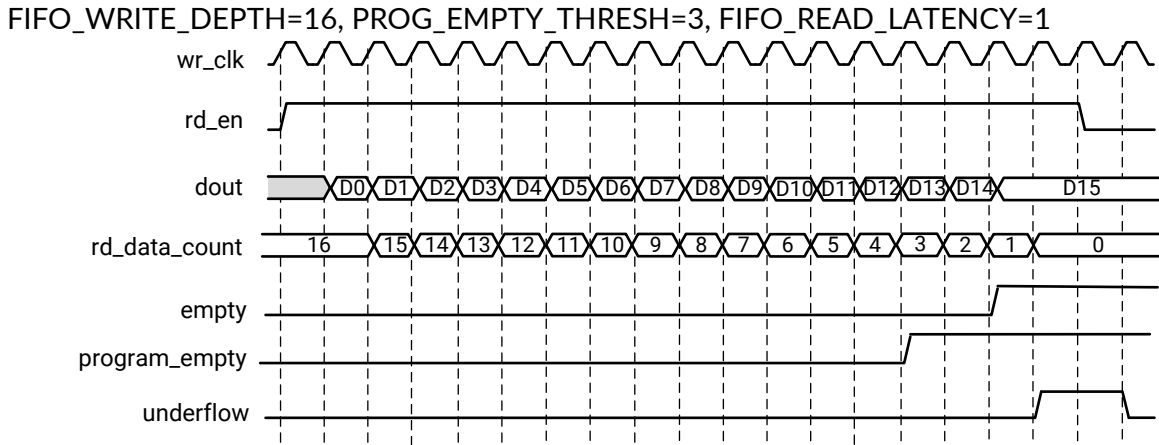 FIFO_WRITE_DEPTH=16, PROG_EMPTY_THRESH=3, FIFO_READ_LATENCY=1
wr_clk
rd_en
dout D0 D1 D2 D3 D4 D5 D6 D7 D8 D9 D10 D11 D12 D13 D14 D15
rd_data_count 16 15 14 13 12 11 10 9 8 7 6 5 4 3 2 1 0
empty
program_empty
underflow